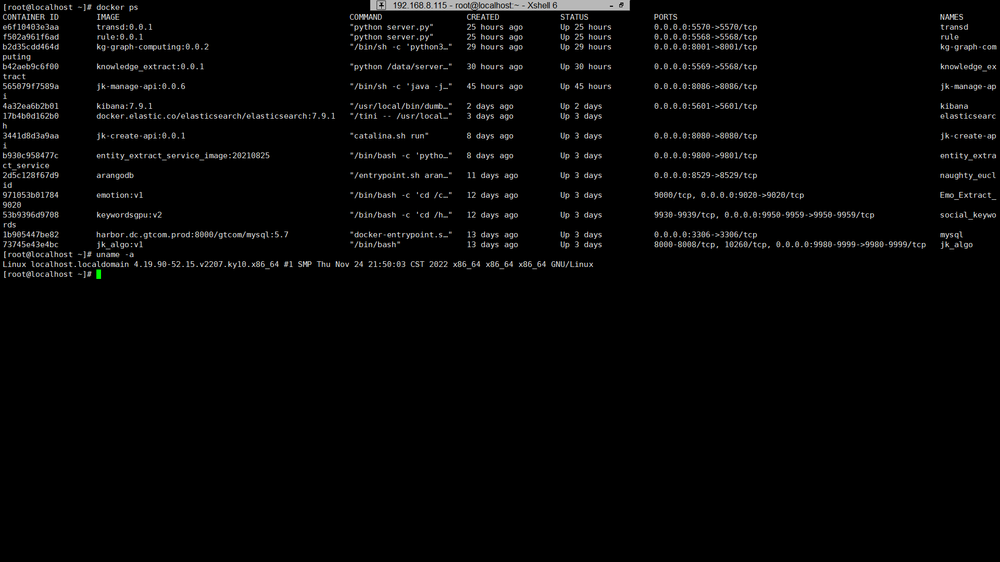 192.168.8.115 - root@localhost:~ - Xshell 6
[root@localhost ~]# docker ps
CONTAINER ID        IMAGE                                                 COMMAND                  CREATED             STATUS              PORTS                                                        NAMES
e6f10403e3aa        transd:0.0.1                                          "python server.py"       25 hours ago        Up 25 hours         0.0.0.0:5570->5570/tcp                                       transd
f502a961f6ad        rule:0.0.1                                            "python server.py"       25 hours ago        Up 25 hours         0.0.0.0:5568->5568/tcp                                       rule
b2d35cdd464d        kg-graph-computing:0.0.2                              "/bin/sh -c 'python3…"   29 hours ago        Up 29 hours         0.0.0.0:8001->8001/tcp                                       kg-graph-com
puting
b42aeb9c6f00        knowledge_extract:0.0.1                               "python /data/server…"   30 hours ago        Up 30 hours         0.0.0.0:5569->5568/tcp                                       knowledge_ex
tract
565079f7589a        jk-manage-api:0.0.6                                   "/bin/sh -c 'java -j…"   45 hours ago        Up 45 hours         0.0.0.0:8086->8086/tcp                                       jk-manage-ap
i
4a32ea6b2b01        kibana:7.9.1                                          "/usr/local/bin/dumb…"   2 days ago          Up 2 days           0.0.0.0:5601->5601/tcp                                       kibana
17b4b0d162b0        docker.elastic.co/elasticsearch/elasticsearch:7.9.1   "/tini -- /usr/local…"   3 days ago          Up 3 days                                                                        elasticsearc
h
3441d8d3a9aa        jk-create-api:0.0.1                                   "catalina.sh run"        8 days ago          Up 3 days           0.0.0.0:8080->8080/tcp                                       jk-create-ap
i
b930c958477c        entity_extract_service_image:20210825                 "/bin/bash -c 'pytho…"   8 days ago          Up 3 days           0.0.0.0:9800->9801/tcp                                       entity_extra
ct_service
2d5c128f67d9        arangodb                                              "/entrypoint.sh aran…"   11 days ago         Up 3 days           0.0.0.0:8529->8529/tcp                                       naughty_eucl
id
971053b01784        emotion:v1                                            "/bin/bash -c 'cd /c…"   12 days ago         Up 3 days           9000/tcp, 0.0.0.0:9020->9020/tcp                             Emo_Extract_
9020
53b9396d9708        keywordsgpu:v2                                        "/bin/bash -c 'cd /h…"   12 days ago         Up 3 days           9930-9939/tcp, 0.0.0.0:9950-9959->9950-9959/tcp              social_keywo
rds
1b905447be82        harbor.dc.gtcom.prod:8000/gtcom/mysql:5.7             "docker-entrypoint.s…"   13 days ago         Up 3 days           0.0.0.0:3306->3306/tcp                                       mysql
73745e43e4bc        jk_algo:v1                                            "/bin/bash"              13 days ago         Up 3 days           8000-8008/tcp, 10260/tcp, 0.0.0.0:9980-9999->9980-9999/tcp   jk_algo
[root@localhost ~]# uname -a
Linux localhost.localdomain 4.19.90-52.15.v2207.ky10.x86_64 #1 SMP Thu Nov 24 21:50:03 CST 2022 x86_64 x86_64 x86_64 GNU/Linux
[root@localhost ~]#